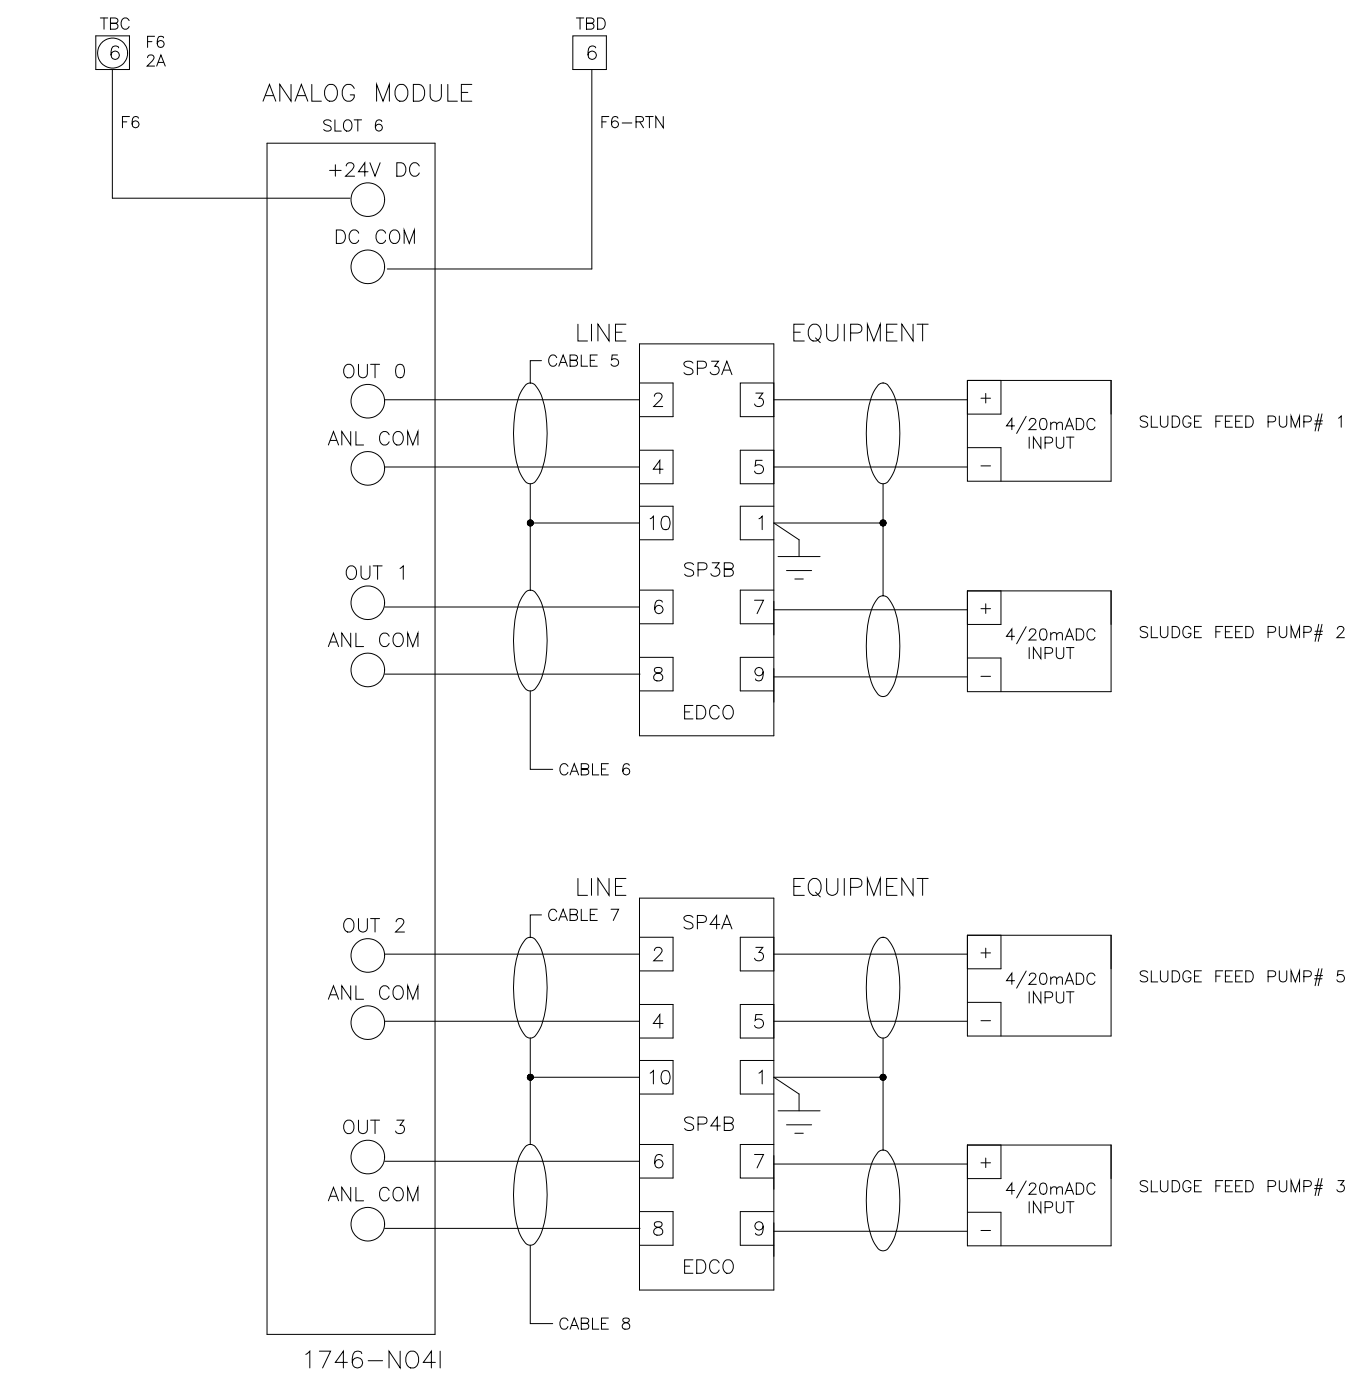 TBC
6
F6
2A
F6
TBD
6
F6-RTN
ANALOG MODULE
SLOT 6
+24V DC
DC COM
LINE
EQUIPMENT
CABLE 5
SP3A
OUT 0
2
3
+
4/20mADC
INPUT
SLUDGE FEED PUMP# 1
ANL COM
4
5
-
10
1
SP3B
OUT 1
6
7
+
4/20mADC
INPUT
SLUDGE FEED PUMP# 2
ANL COM
8
9
-
EDCO
CABLE 6
LINE
EQUIPMENT
CABLE 7
SP4A
OUT 2
2
3
+
4/20mADC
INPUT
SLUDGE FEED PUMP# 5
ANL COM
4
5
-
10
1
SP4B
OUT 3
6
7
+
4/20mADC
INPUT
SLUDGE FEED PUMP# 3
ANL COM
8
9
-
EDCO
CABLE 8
1746-NO4I